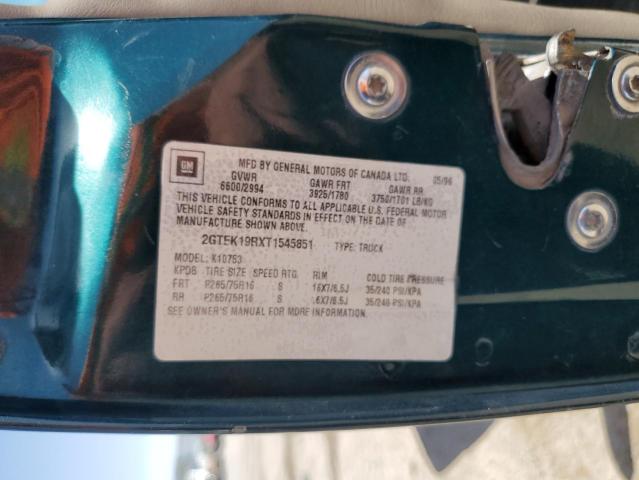 GM
MFD BY GENERAL MOTORS OF CANADA LTD.
05/96
GVWR GAWR FRT GAWR RR
6600/2994 3925/1780 3750/1701 LB/KG
THIS VEHICLE CONFORMS TO ALL APPLICABLE U.S. FEDERAL MOTOR
VEHICLE SAFETY STANDARDS IN EFFECT ON THE DATE OF
MANUFACTURE SHOWN ABOVE.
2GTEK19RXT1545851 TYPE: TRUCK
MODEL: K10753
KPDB TIRE SIZE SPEED RTG RIM COLD TIRE PRESSURE
FRT P265/75R16 S 16X7/6.5J 35/240 PSI/KPA
RR P265/75R16 S 16X7/6.5J 35/240 PSI/KPA
SEE OWNER'S MANUAL FOR MORE INFORMATION.